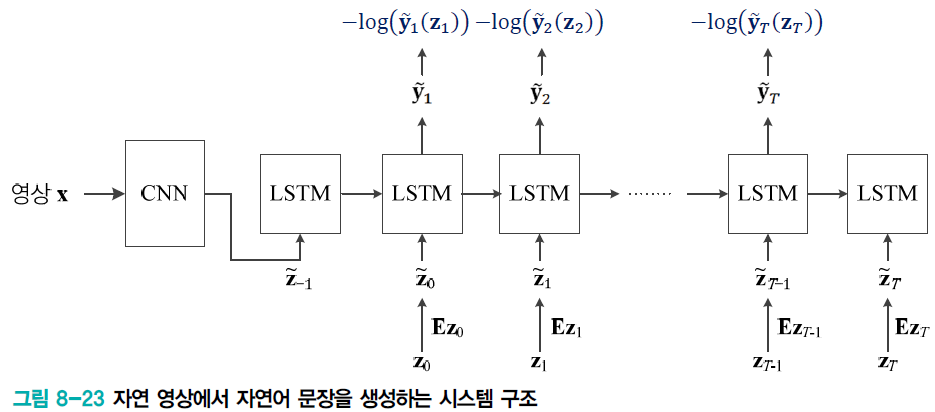 −log(ỹ₁(z₁)) −log(ỹ₂(z₂)) −log(ỹ_T(z_T))
ỹ₁ ỹ₂ ỹ_T
영상 x CNN LSTM LSTM LSTM ······· LSTM LSTM
z̃₋₁ z̃₀ z̃₁ z̃_T-1 z̃_T
Ez₀ Ez₁ Ez_T-1 Ez_T
z₀ z₁ z_T-1 z_T
그림 8-23 자연 영상에서 자연어 문장을 생성하는 시스템 구조